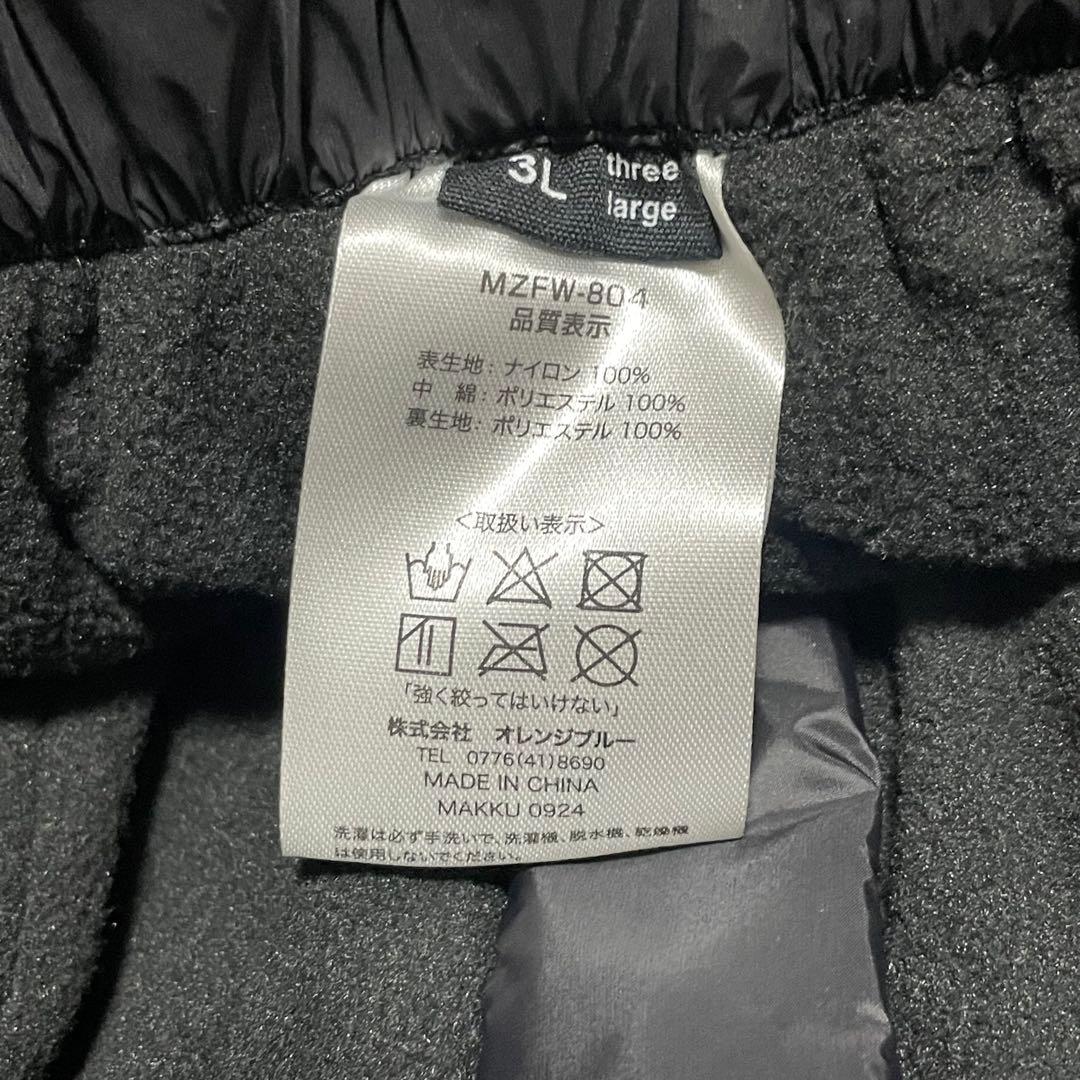 3L three
large
MZFW-804
品質表示
表生地: ナイロン 100%
中 綿: ポリエステル 100%
裏生地: ポリエステル 100%
<取扱い表示>
「強く絞ってはいけない」
株式会社 オレンジブルー
TEL 0776(41)8690
MADE IN CHINA
MAKKU 0924
洗濯は必ず手洗いで、洗濯機、脱水機、乾燥機
は使用しないでください。